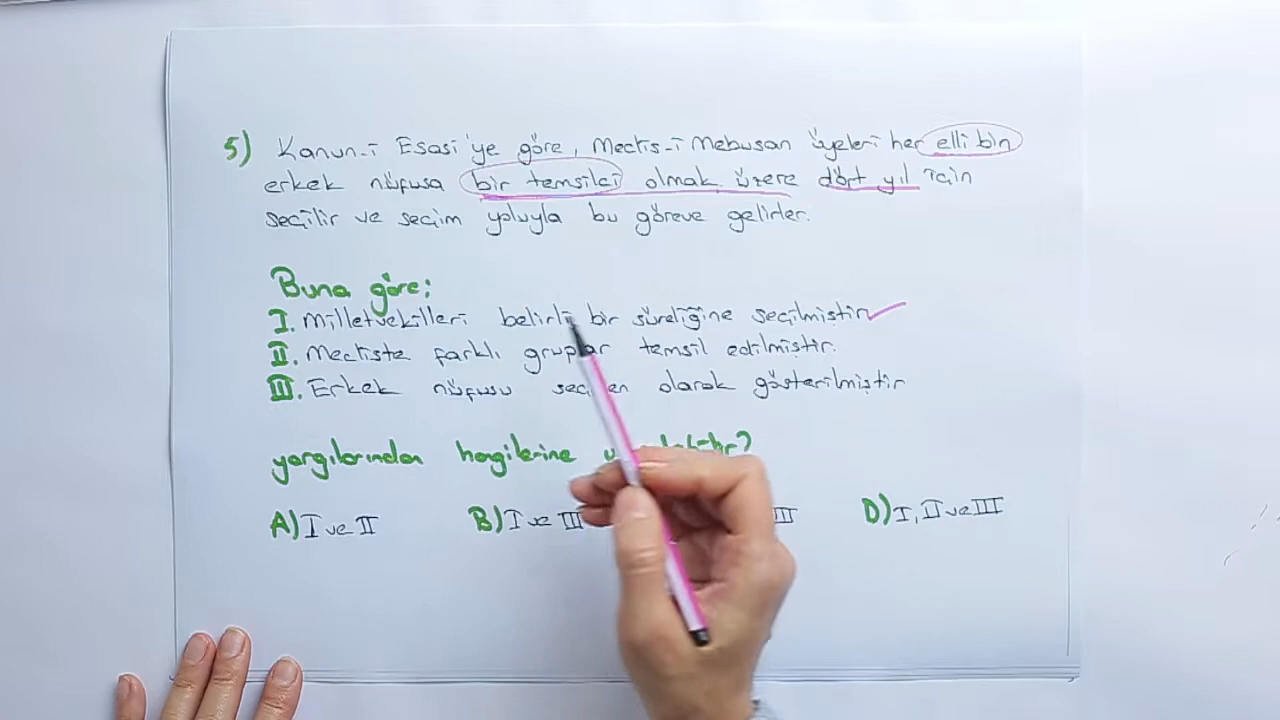 5) Kanun-i Esasi'ye göre, Meclis-i Mebusan üyeleri her elli bin
erkek nüfusa bir temsilci olmak üzere dört yıl için
seçilir ve seçim yoluyla bu göreve gelirler.
Buna göre;
I. Milletvekilleri belirli bir süreliğine seçilmiştir
II. Mecliste farklı gruplar temsil edilmiştir.
III. Erkek nüfusu olarak gösterilmiştir
yargılarından hangilerine
A) I ve II B) I ve III III D) I, II ve III